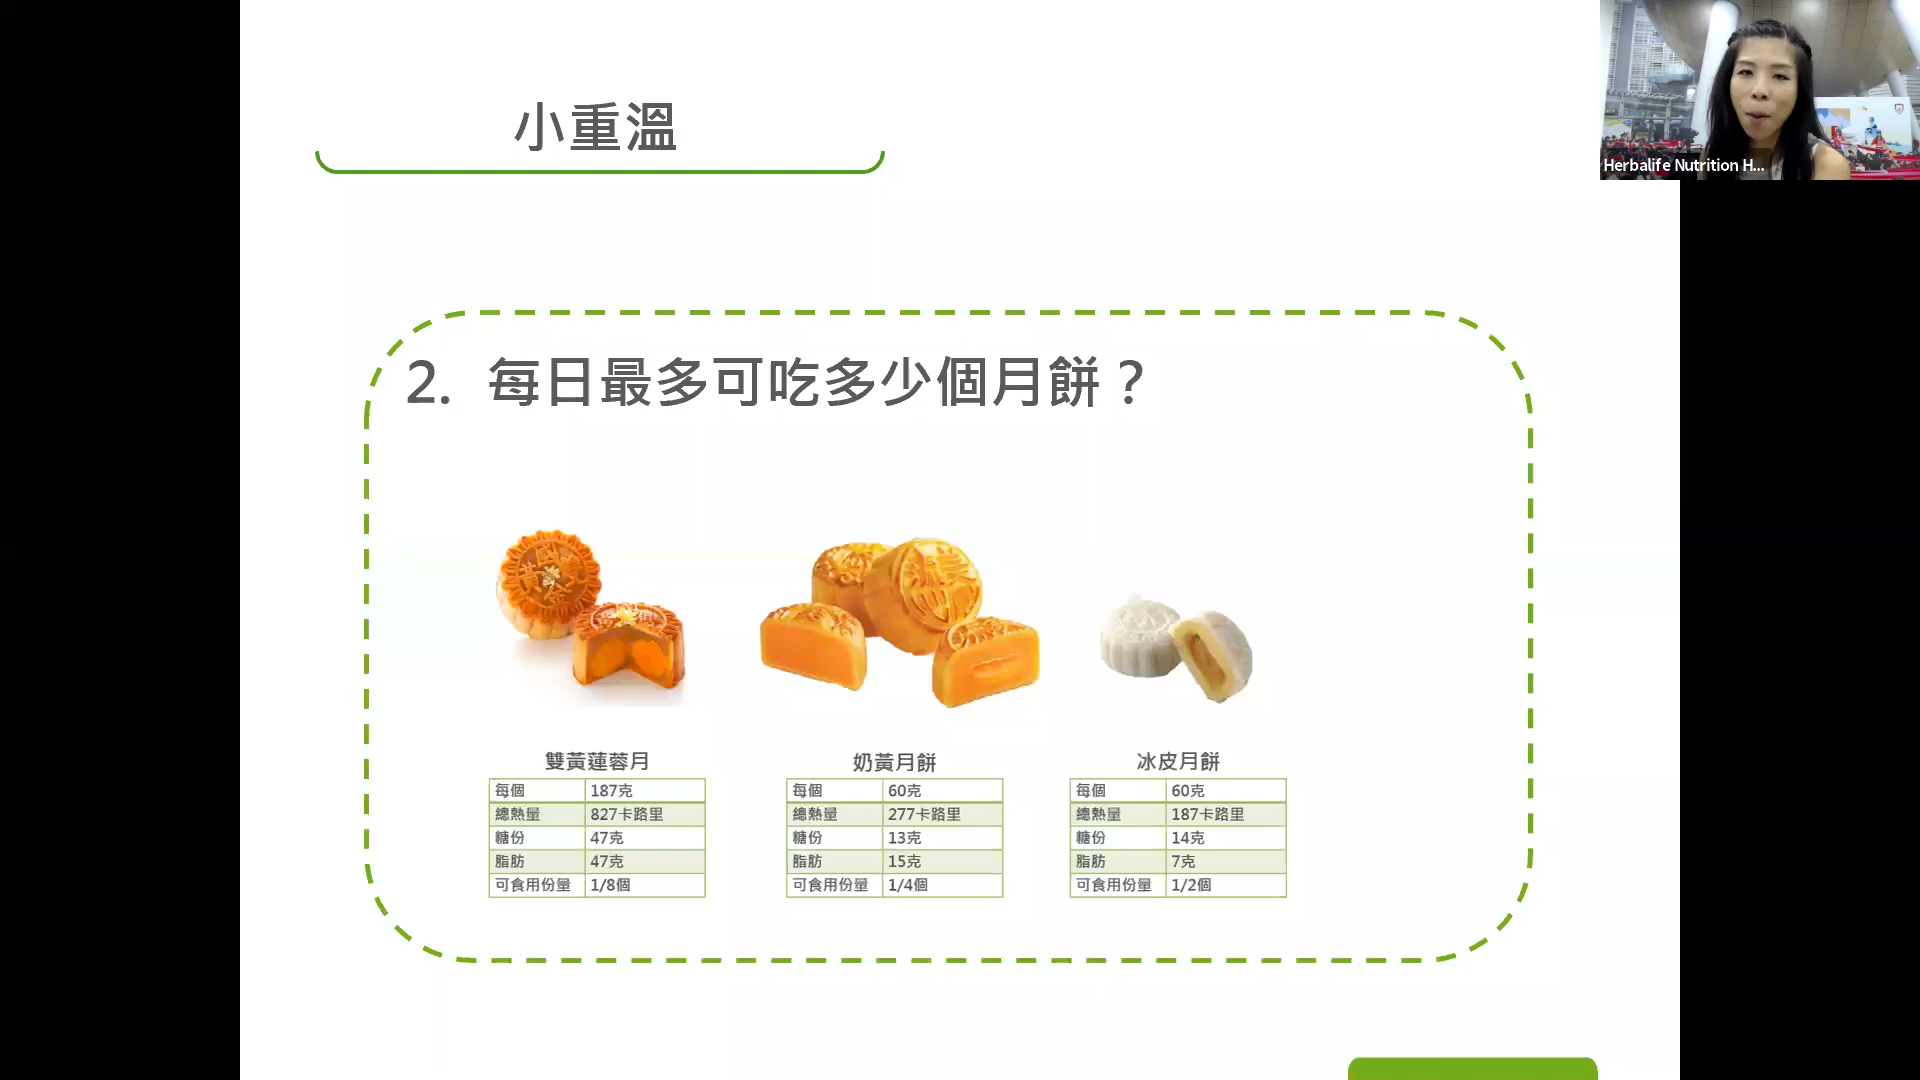 小重溫
Herbalife Nutrition H...
2. 每日最多可吃多少個月餅？
雙黃蓮蓉月
每個 187克
總熱量 827卡路里
糖份 47克
脂肪 47克
可食用份量 1/8個
奶黃月餅
每個 60克
總熱量 277卡路里
糖份 13克
脂肪 15克
可食用份量 1/4個
冰皮月餅
每個 60克
總熱量 187卡路里
糖份 14克
脂肪 7克
可食用份量 1/2個